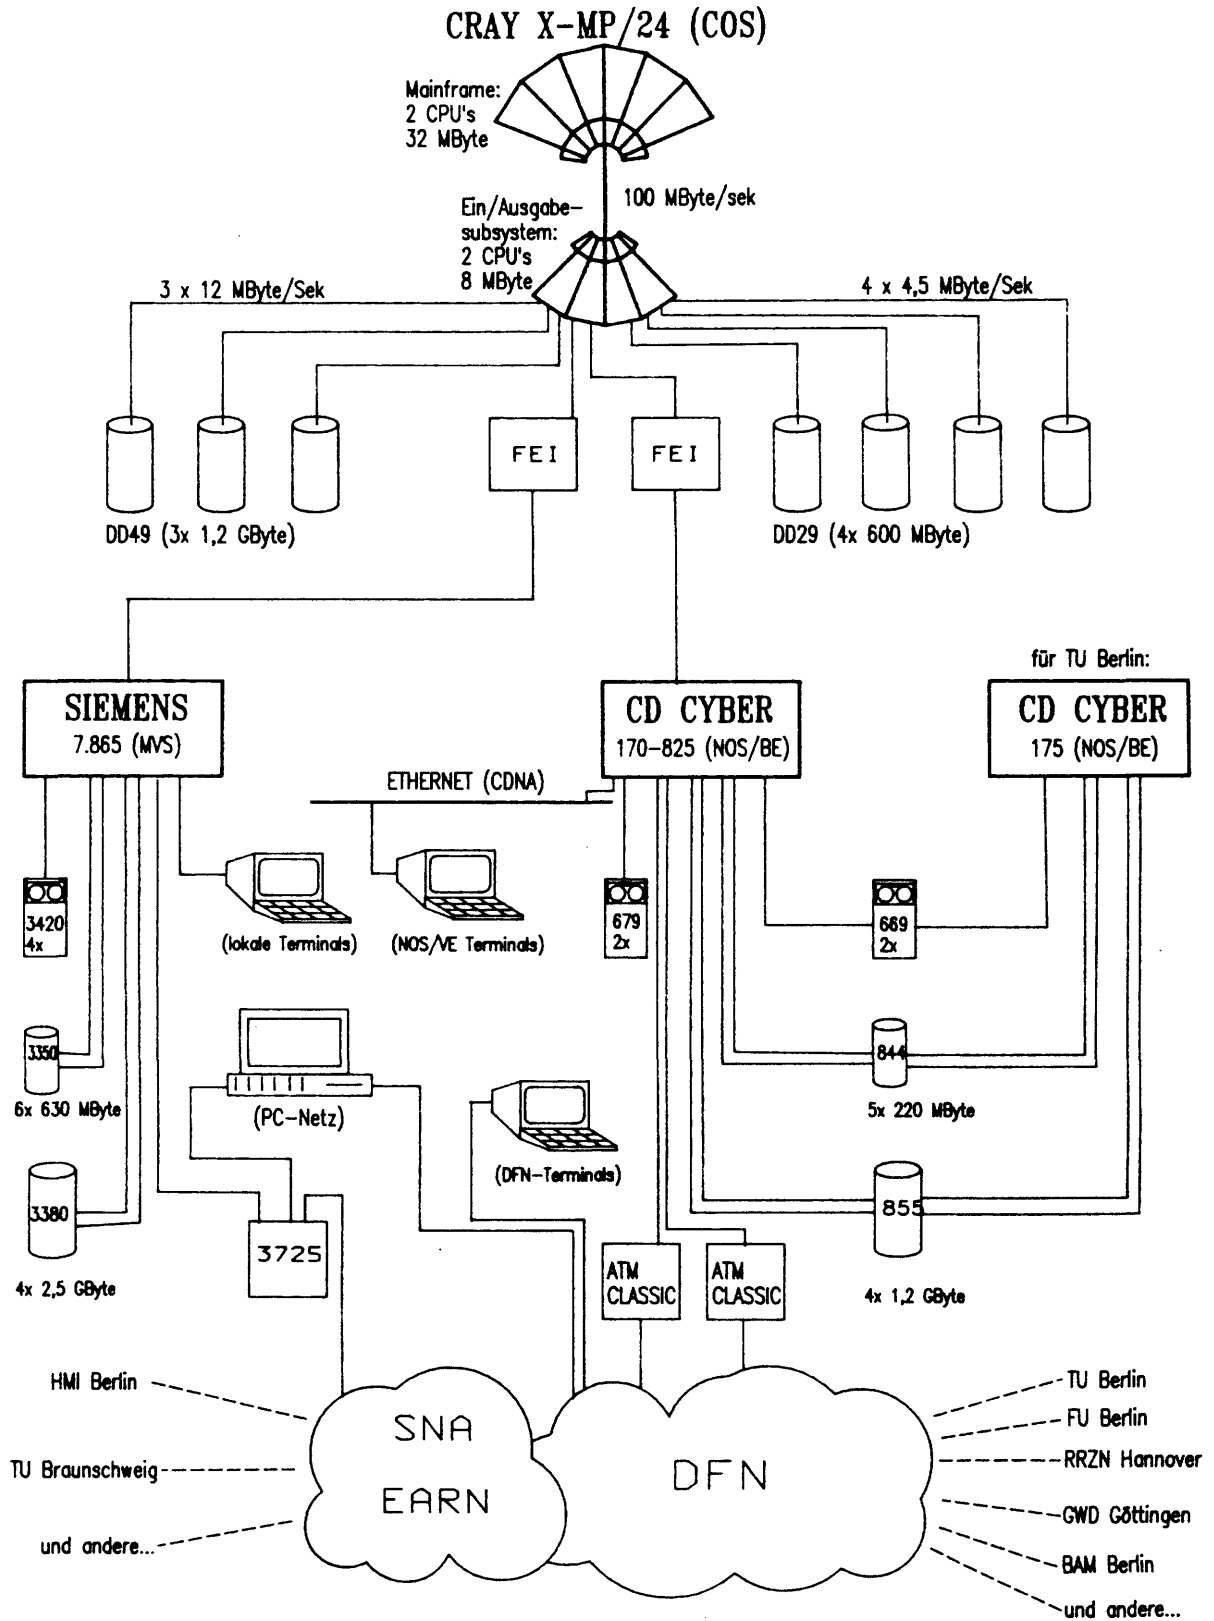 CRAY X-MP/24 (COS)
Mainframe:
2 CPU's
32 MByte
100 MByte/sek
Ein/Ausgabe-
subsystem:
2 CPU's
8 MByte
3 x 12 MByte/Sek
4 x 4,5 MByte/Sek
FEI
FEI
DD49 (3x 1,2 GByte)
DD29 (4x 600 MByte)
für TU Berlin:
SIEMENS
7.865 (MVS)
CD CYBER
170-825 (NOS/BE)
CD CYBER
175 (NOS/BE)
ETHERNET (CDNA)
3420
4x
(lokale Terminals)
(NOS/VE Terminals)
679
2x
669
2x
3350
6x 630 MByte
(PC-Netz)
844
5x 220 MByte
(DFN-Terminals)
3380
4x 2,5 GByte
3725
ATM
CLASSIC
ATM
CLASSIC
855
4x 1,2 GByte
HMI Berlin
TU Braunschweig
und andere...
SNA
EARN
DFN
TU Berlin
FU Berlin
RRZN Hannover
GWD Göttingen
BAM Berlin
und andere...